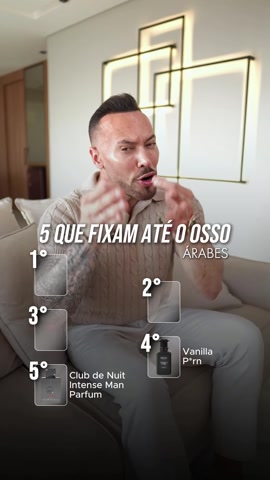 5 QUE FIXAM ATÉ O OSSO
ÁRABES
1°
2°
3°
4°
Vanilla
P*rn
5°
Club de Nuit
Intense Man
Parfum